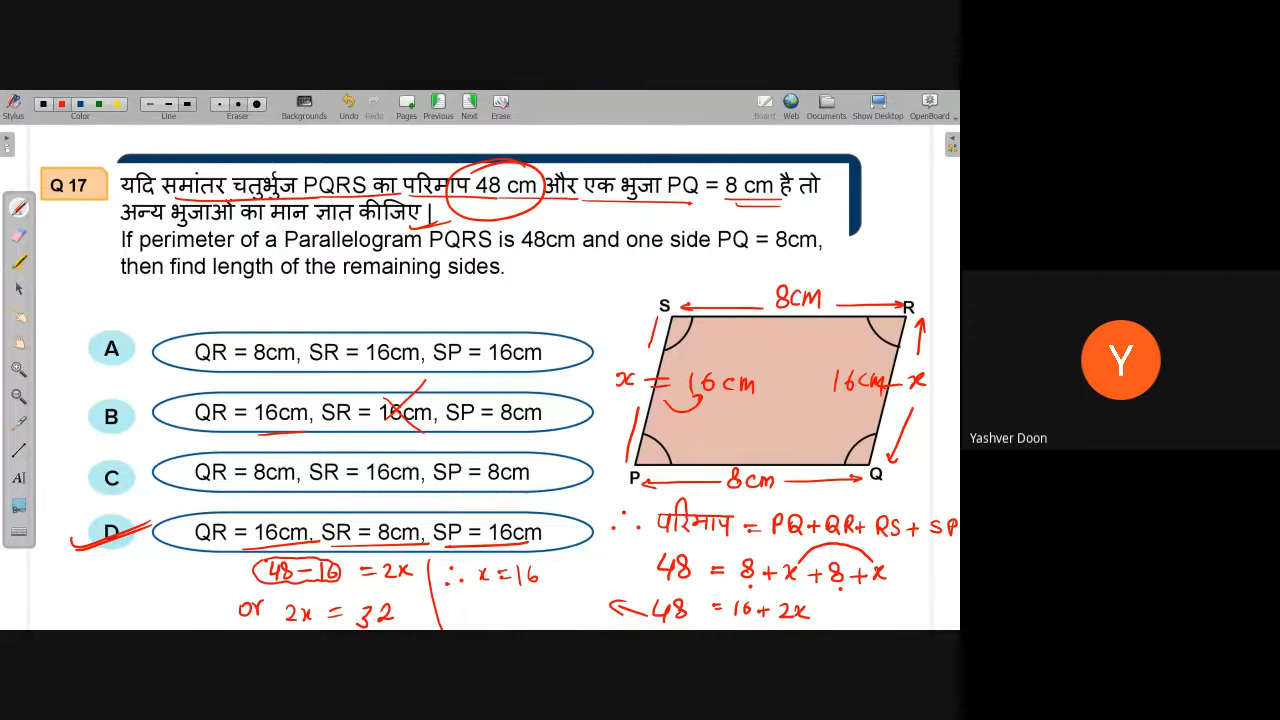 Stylus
Color
Line
Eraser
Backgrounds
Undo
Redo
Pages
Previous
Next
Erase
Board
Web
Documents
Show Desktop
OpenBoard
Q 17
यदि समांतर चतुर्भुज PQRS का परिमाप 48 cm और एक भुजा PQ = 8 cm है तो
अन्य भुजाओं का मान ज्ञात कीजिए |
If perimeter of a Parallelogram PQRS is 48cm and one side PQ = 8cm,
then find length of the remaining sides.
A
QR = 8cm, SR = 16cm, SP = 16cm
B
QR = 16cm, SR = 16cm, SP = 8cm
C
QR = 8cm, SR = 16cm, SP = 8cm
D
QR = 16cm, SR = 8cm, SP = 16cm
48 - 16 = 2x
or 2x = 32
∴ x = 16
S 8cm R
x = 16cm 16cm x
P 8cm Q
∴ परिमाप = PQ + QR + RS + SP
48 = 8 + x + 8 + x
48 = 16 + 2x
Y
Yashver Doon